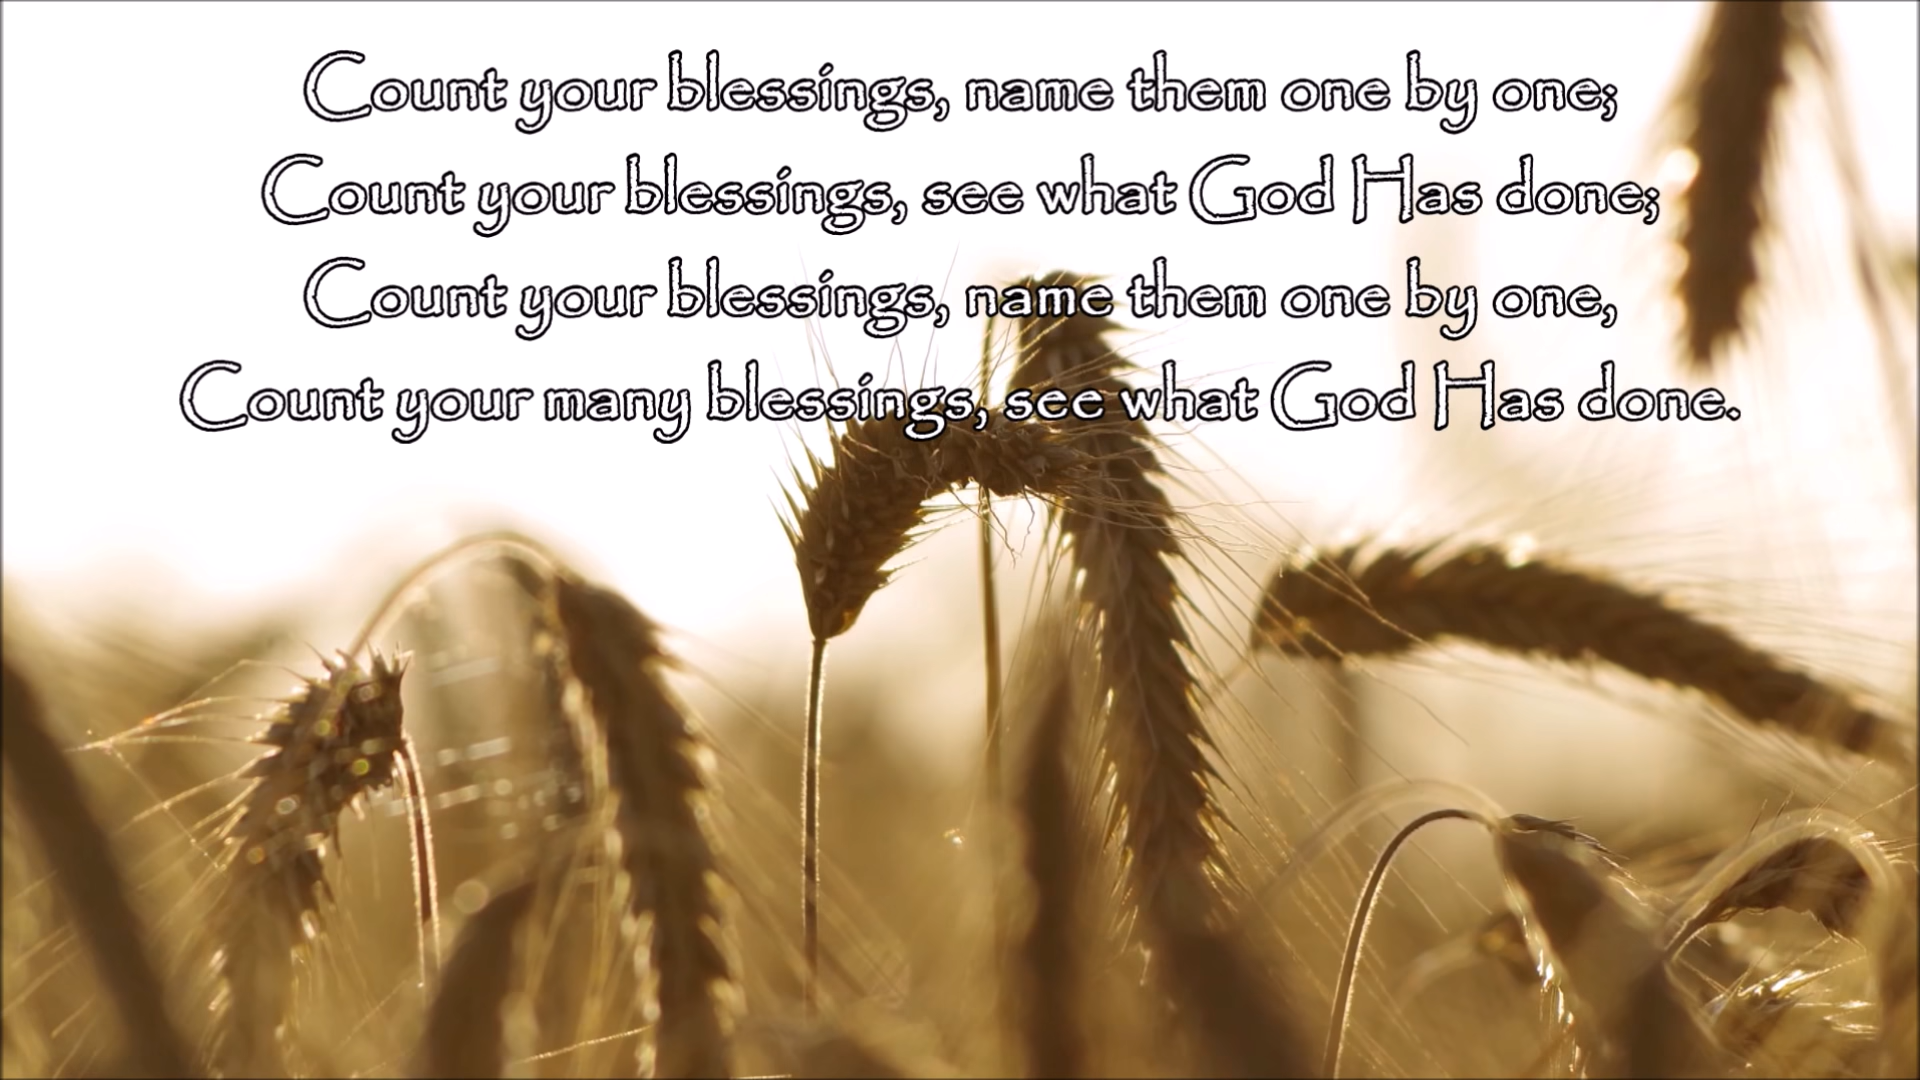 Count your blessings, name them one by one;
Count your blessings, see what God Has done;
Count your blessings, name them one by one,
Count your many blessings, see what God Has done.